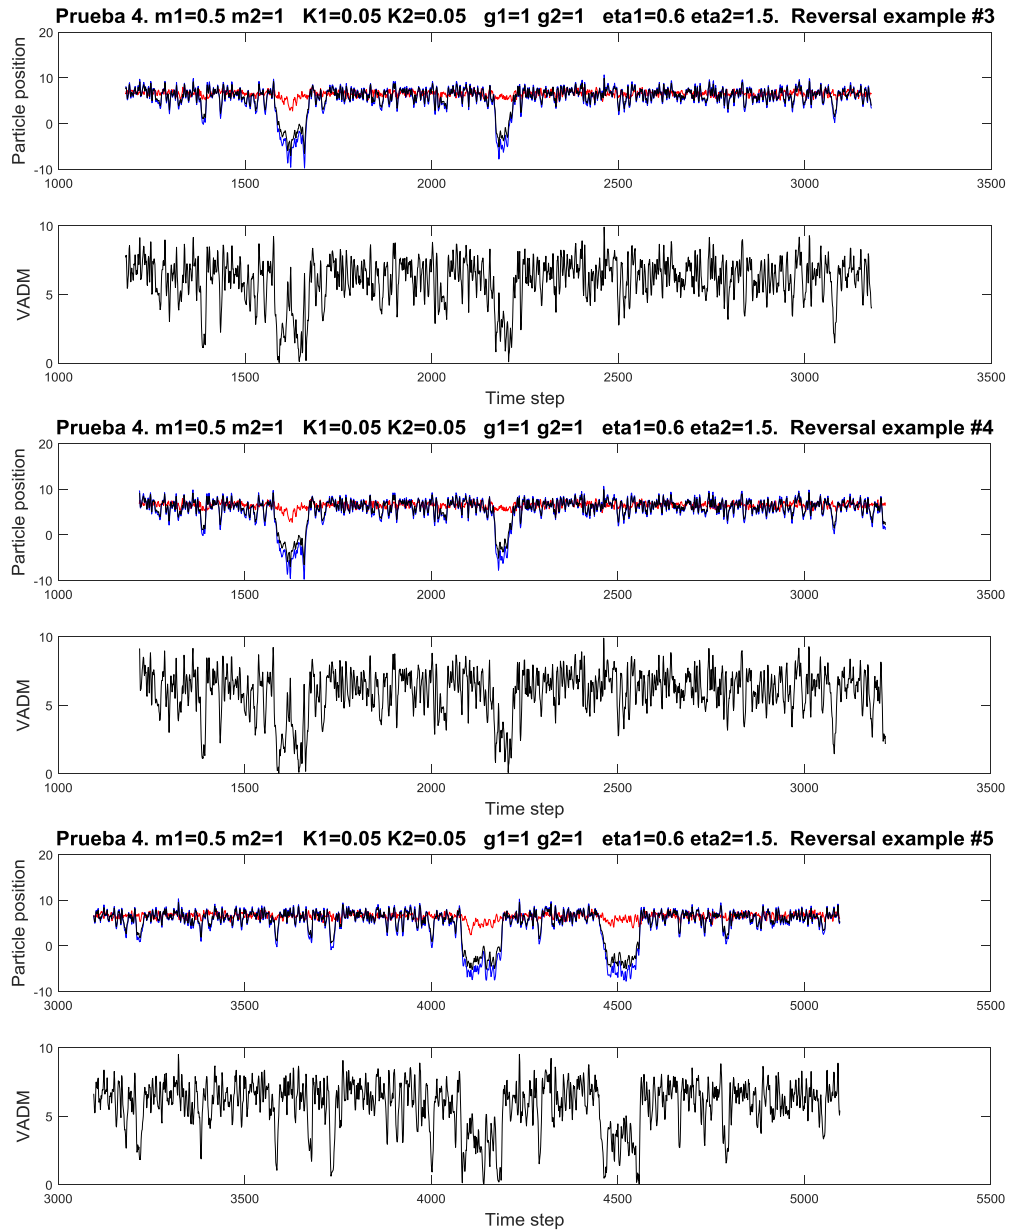 Prueba 4. m1=0.5 m2=1 K1=0.05 K2=0.05 g1=1 g2=1 eta1=0.6 eta2=1.5. Reversal example #3
20
10
0
-10
Particle position
1000 1500 2000 2500 3000 3500
10
5
0
VADM
1000 1500 2000 2500 3000 3500
Time step
Prueba 4. m1=0.5 m2=1 K1=0.05 K2=0.05 g1=1 g2=1 eta1=0.6 eta2=1.5. Reversal example #4
20
10
0
-10
Particle position
1000 1500 2000 2500 3000 3500
10
5
0
VADM
1000 1500 2000 2500 3000 3500
Time step
Prueba 4. m1=0.5 m2=1 K1=0.05 K2=0.05 g1=1 g2=1 eta1=0.6 eta2=1.5. Reversal example #5
20
10
0
-10
Particle position
3000 3500 4000 4500 5000 5500
10
5
0
VADM
3000 3500 4000 4500 5000 5500
Time step